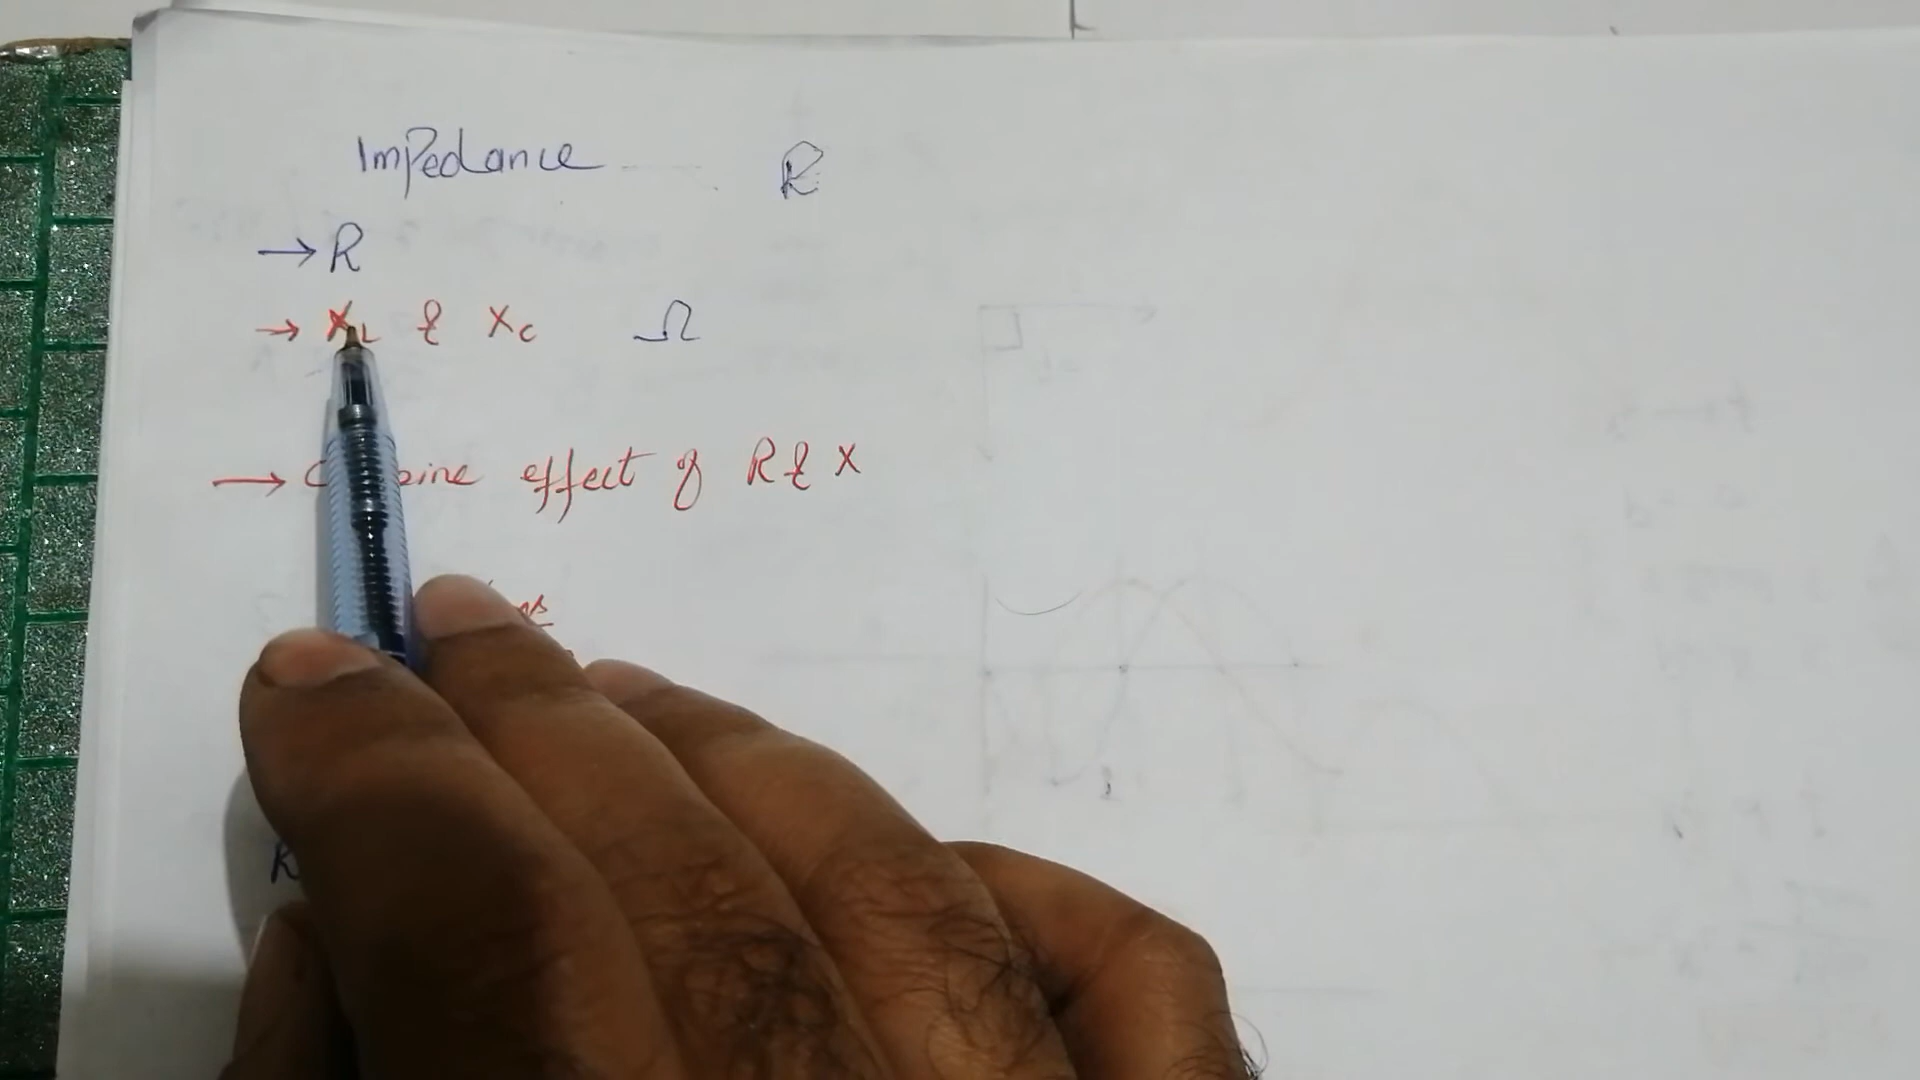 Impedance R
→ R
→ XL & Xc Ω
→ effect of R & X
R